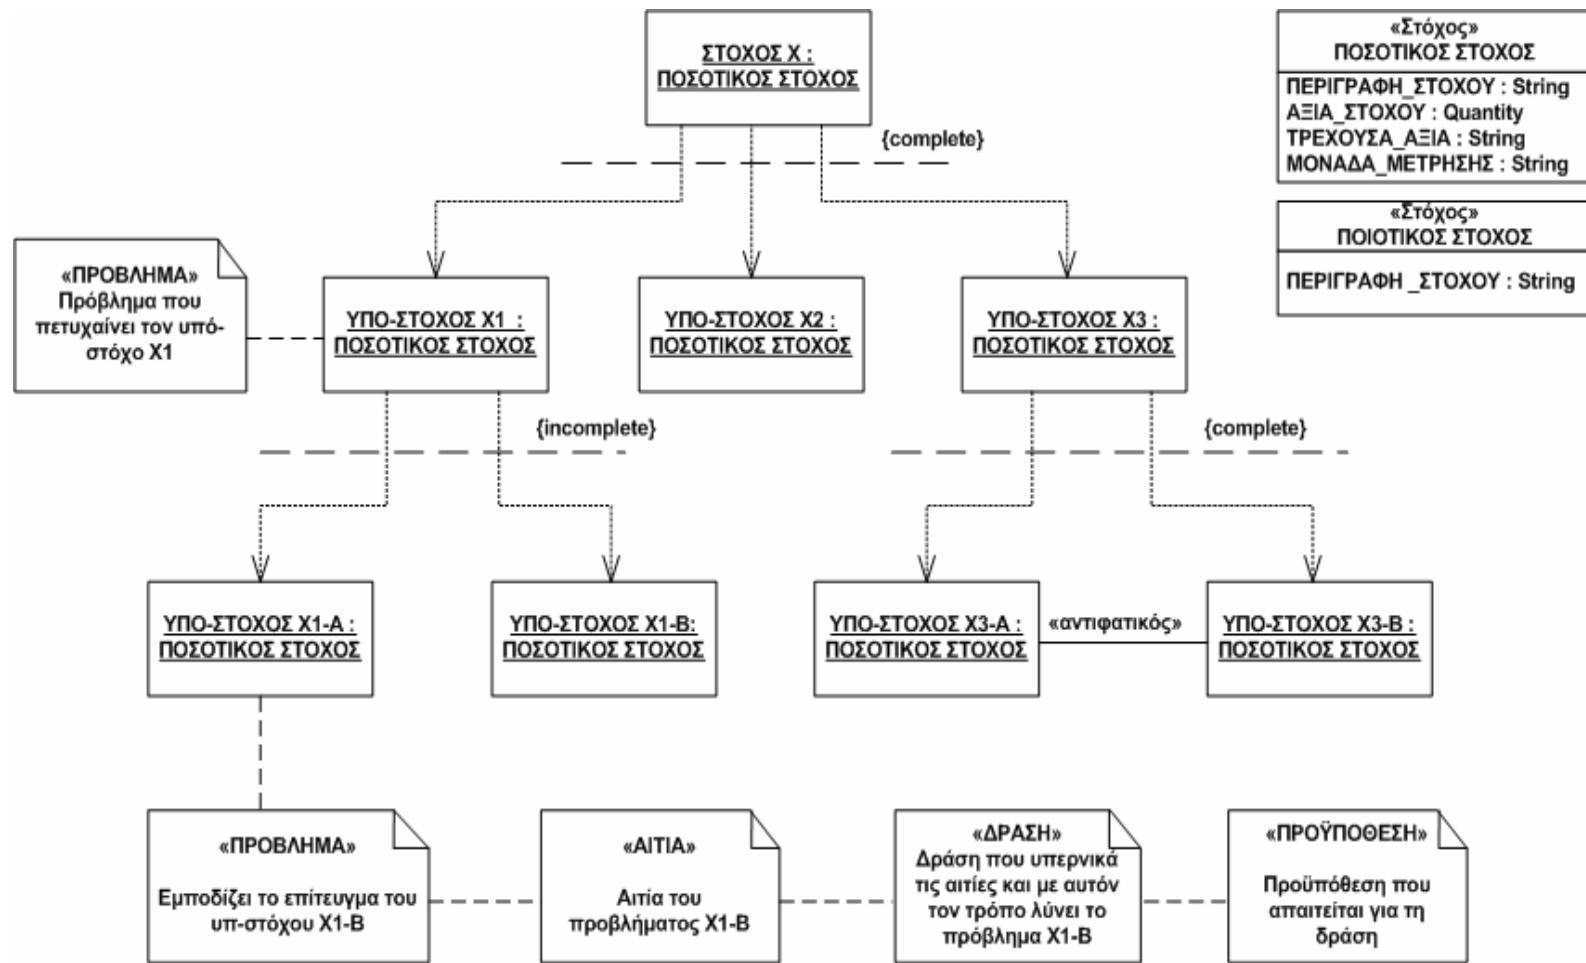 ΣΤΟΧΟΣ Χ :
ΠΟΣΟΤΙΚΟΣ ΣΤΟΧΟΣ
{complete}
«Στόχος»
ΠΟΣΟΤΙΚΟΣ ΣΤΟΧΟΣ
ΠΕΡΙΓΡΑΦΗ_ΣΤΟΧΟΥ : String
ΑΞΙΑ_ΣΤΟΧΟΥ : Quantity
ΤΡΕΧΟΥΣΑ_ΑΞΙΑ : String
ΜΟΝΑΔΑ_ΜΕΤΡΗΣΗΣ : String
«Στόχος»
ΠΟΙΟΤΙΚΟΣ ΣΤΟΧΟΣ
ΠΕΡΙΓΡΑΦΗ _ΣΤΟΧΟΥ : String
«ΠΡΟΒΛΗΜΑ»
Πρόβλημα που
πετυχαίνει τον υπό-
στόχο Χ1
ΥΠΟ-ΣΤΟΧΟΣ Χ1 :
ΠΟΣΟΤΙΚΟΣ ΣΤΟΧΟΣ
ΥΠΟ-ΣΤΟΧΟΣ Χ2 :
ΠΟΣΟΤΙΚΟΣ ΣΤΟΧΟΣ
ΥΠΟ-ΣΤΟΧΟΣ Χ3 :
ΠΟΣΟΤΙΚΟΣ ΣΤΟΧΟΣ
{incomplete}
{complete}
ΥΠΟ-ΣΤΟΧΟΣ Χ1-Α :
ΠΟΣΟΤΙΚΟΣ ΣΤΟΧΟΣ
ΥΠΟ-ΣΤΟΧΟΣ Χ1-Β:
ΠΟΣΟΤΙΚΟΣ ΣΤΟΧΟΣ
ΥΠΟ-ΣΤΟΧΟΣ Χ3-Α :
ΠΟΣΟΤΙΚΟΣ ΣΤΟΧΟΣ
«αντιφατικός»
ΥΠΟ-ΣΤΟΧΟΣ Χ3-Β :
ΠΟΣΟΤΙΚΟΣ ΣΤΟΧΟΣ
«ΠΡΟΒΛΗΜΑ»
Εμποδίζει το επίτευγμα του
υπ-στόχου Χ1-Β
«ΑΙΤΙΑ»
Αιτία του
προβλήματος Χ1-Β
«ΔΡΑΣΗ»
Δράση που υπερνικά
τις αιτίες και με αυτόν
τον τρόπο λύνει το
πρόβλημα Χ1-Β
«ΠΡΟΫΠΟΘΕΣΗ»
Προϋπόθεση που
απαιτείται για τη
δράση